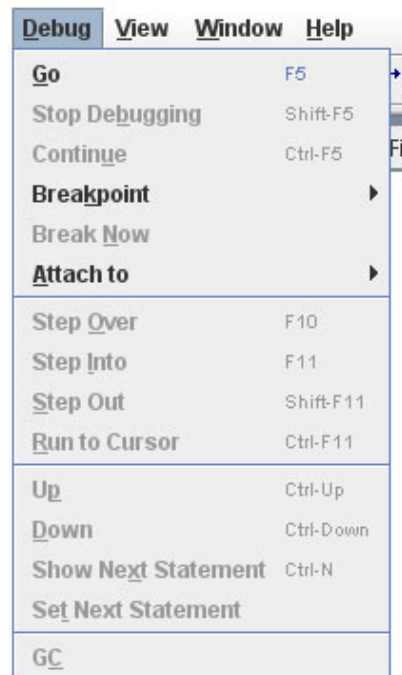 Debug View Window Help
Go F5
Stop Debugging Shift-F5
Continue Ctrl-F5
Fi
Breakpoint
Break Now
Attach to
Step Over F10
Step Into F11
Step Out Shift-F11
Run to Cursor Ctrl-F11
Up Ctrl-Up
Down Ctrl-Down
Show Next Statement Ctrl-N
Set Next Statement
GC